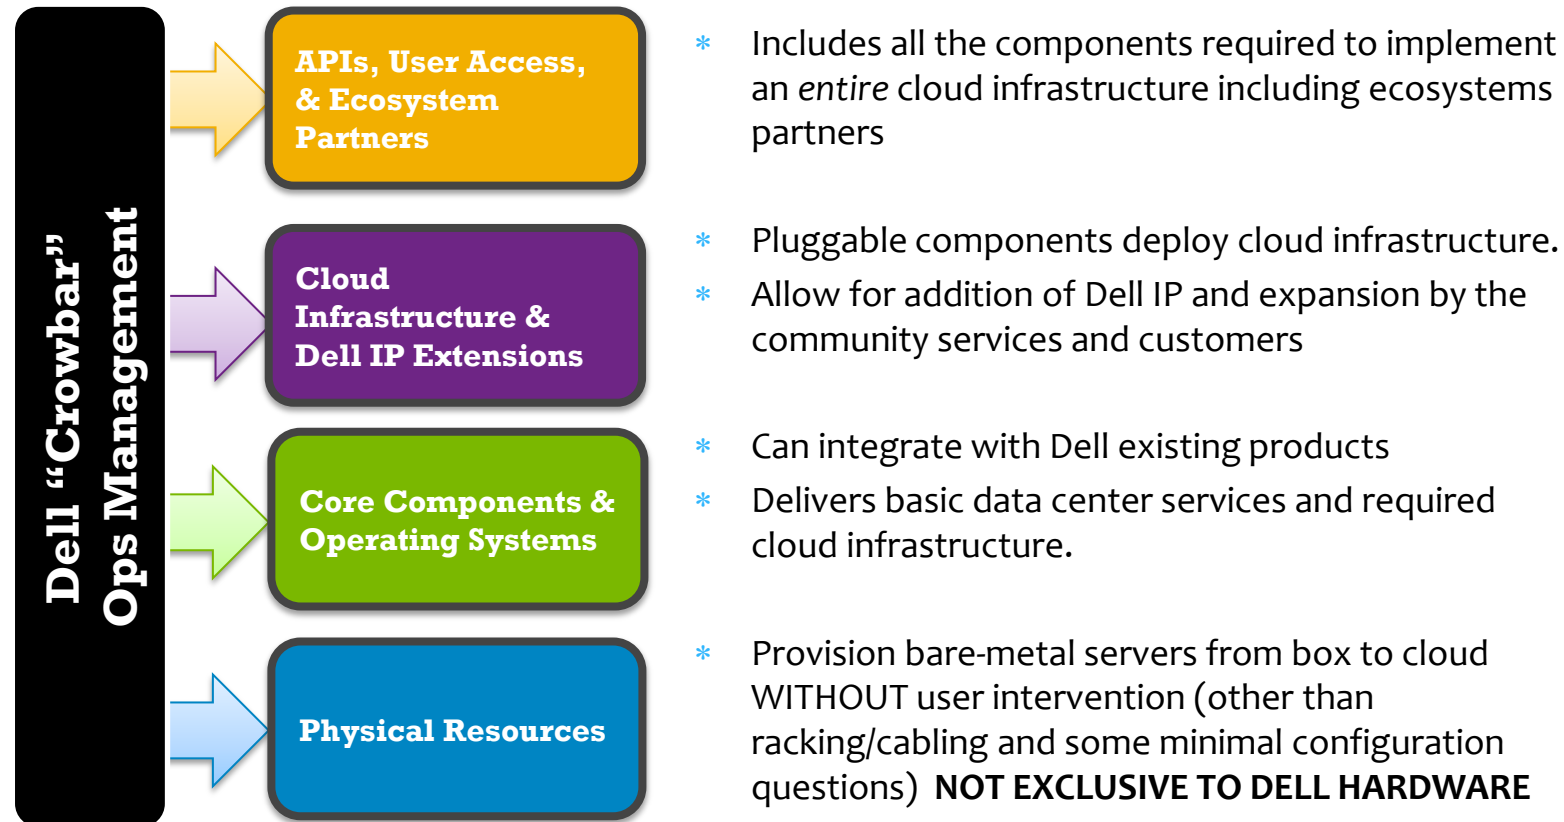 Dell “Crowbar”
Ops Management
APIs, User Access,
& Ecosystem
Partners
* Includes all the components required to implement
an entire cloud infrastructure including ecosystems
partners
Cloud
Infrastructure &
Dell IP Extensions
* Pluggable components deploy cloud infrastructure.
* Allow for addition of Dell IP and expansion by the
community services and customers
Core Components &
Operating Systems
* Can integrate with Dell existing products
* Delivers basic data center services and required
cloud infrastructure.
Physical Resources
* Provision bare-metal servers from box to cloud
WITHOUT user intervention (other than
racking/cabling and some minimal configuration
questions) NOT EXCLUSIVE TO DELL HARDWARE